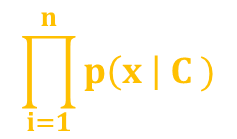 n
∏ p(x | C )
i=1